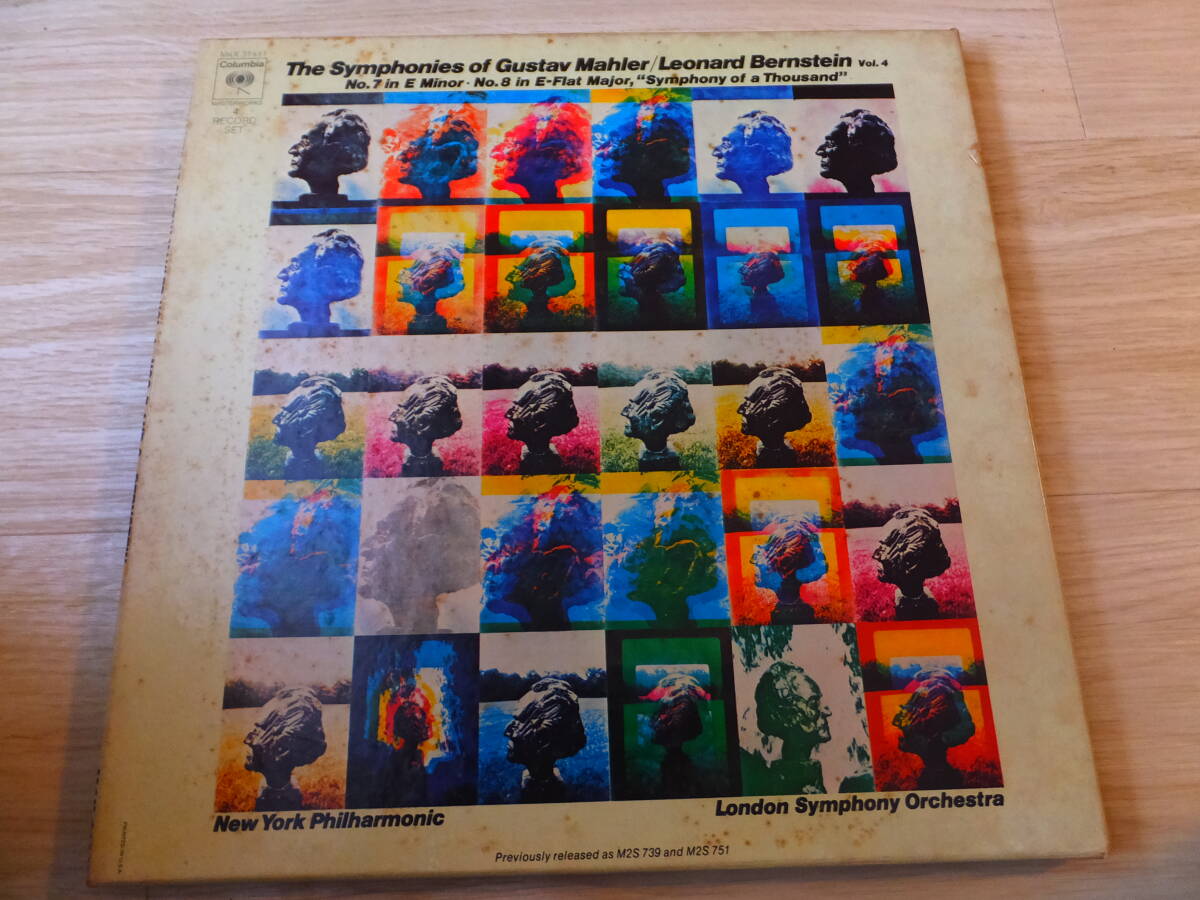 Columbia
MASTERWORKS
4
RECORD
SET
The Symphonies of Gustav Mahler/Leonard Bernstein Vol. 4
No. 7 in E Minor · No. 8 in E-Flat Major, “Symphony of a Thousand”
New York Philharmonic
London Symphony Orchestra
Previously released as M2S 739 and M2S 751